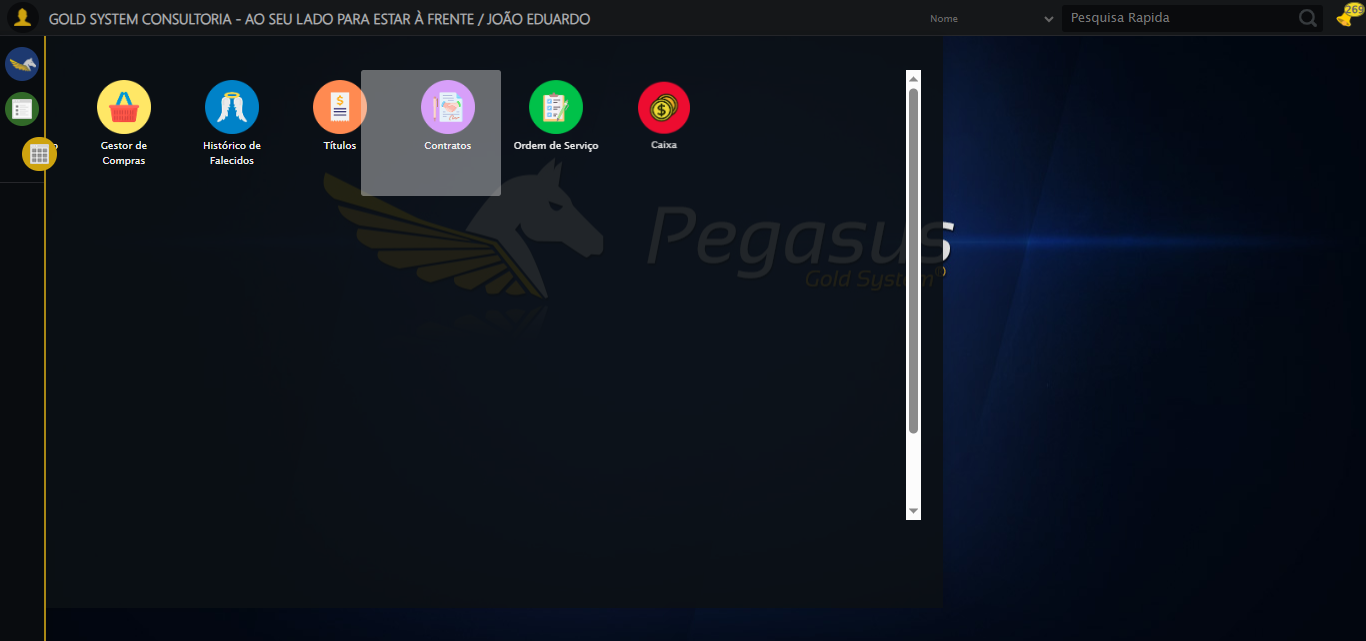 GOLD SYSTEM CONSULTORIA - AO SEU LADO PARA ESTAR À FRENTE / JOÃO EDUARDO
Nome
Pesquisa Rapida
269
Gestor de
Compras
Histórico de
Falecidos
Títulos
Contratos
Ordem de Serviço
Caixa
Pegasus
Gold System®